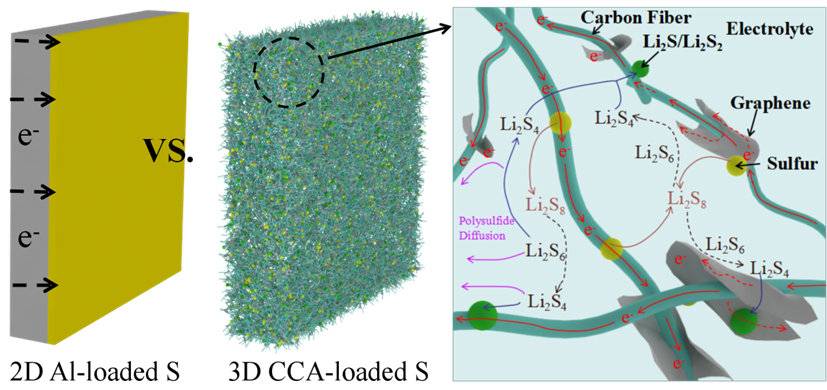 e-
e-
VS.
2D Al-loaded S
3D CCA-loaded S
Carbon Fiber
Electrolyte
Li2S/Li2S2
Graphene
Sulfur
Li2S4
Li2S4
Li2S6
Li2S8
Li2S8
Polysulfide
Diffusion
Li2S6
Li2S6
Li2S4
Li2S4
e-
e-
e-
e-
e-
e-
e-
e-
e-
e-
e-